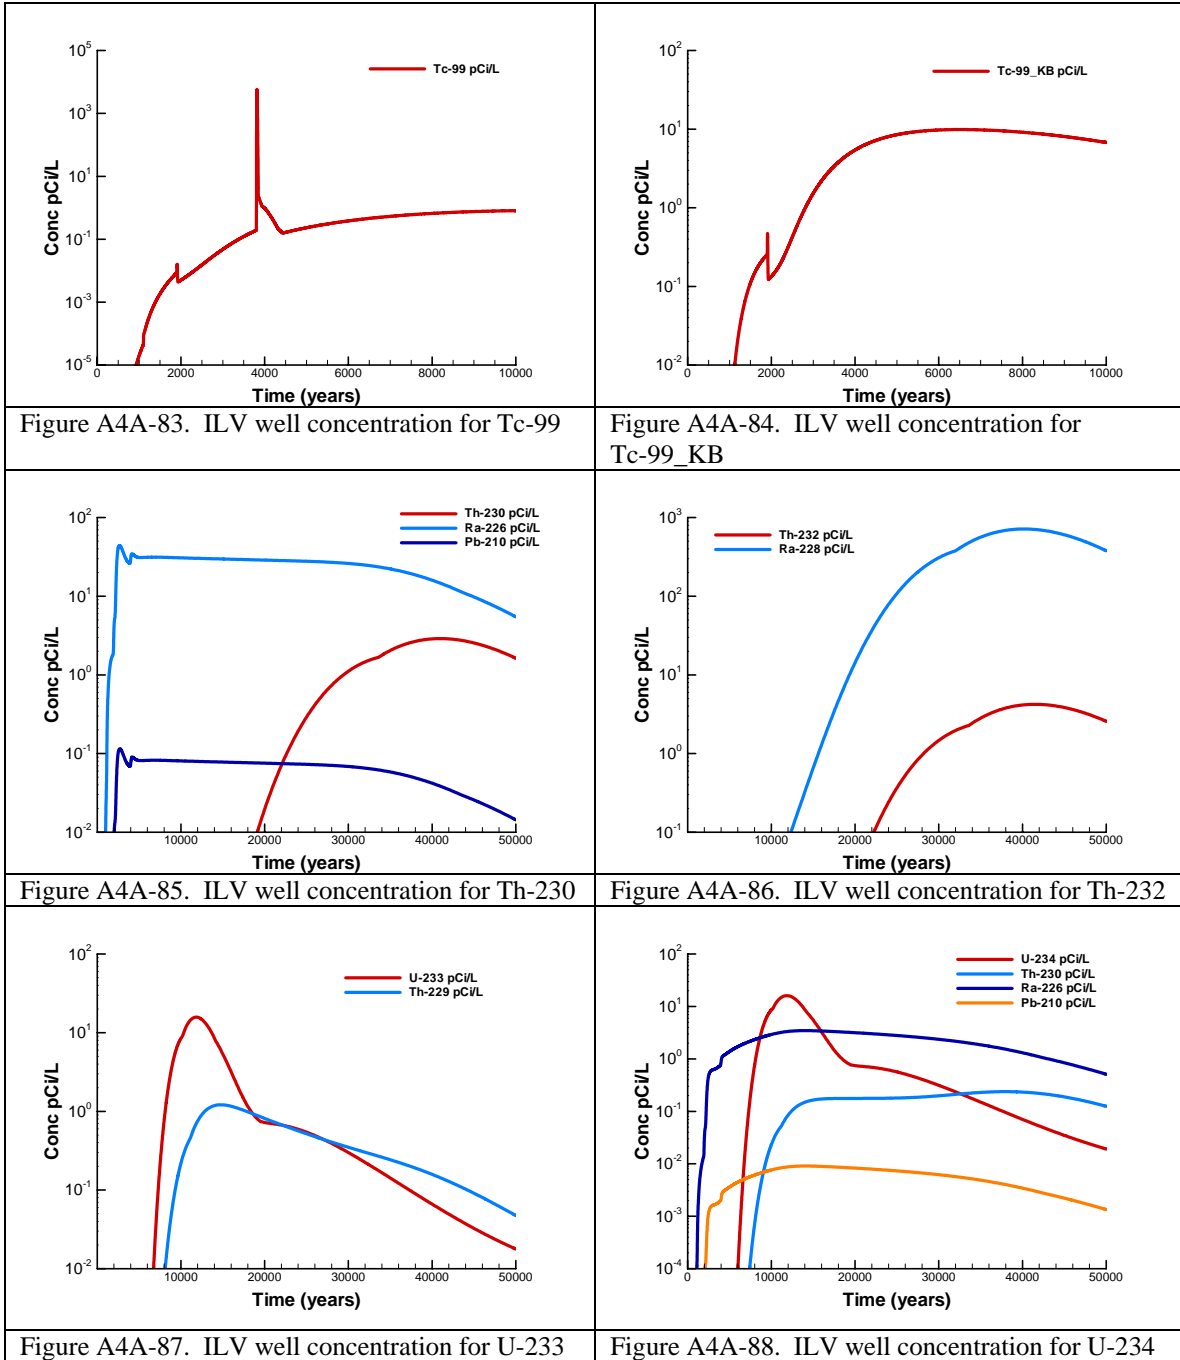 10^5
10^3
10^1
10^-1
10^-3
10^-5
Conc pCi/L
Tc-99 pCi/L
0 2000 4000 6000 8000 10000
Time (years)
Figure A4A-83. ILV well concentration for Tc-99
10^2
10^1
10^0
10^-1
10^-2
Conc pCi/L
Tc-99_KB pCi/L
0 2000 4000 6000 8000 10000
Time (years)
Figure A4A-84. ILV well concentration for
Tc-99_KB
10^2
10^1
10^0
10^-1
10^-2
Conc pCi/L
Th-230 pCi/L
Ra-226 pCi/L
Pb-210 pCi/L
10000 20000 30000 40000 50000
Time (years)
Figure A4A-85. ILV well concentration for Th-230
10^3
10^2
10^1
10^0
10^-1
Conc pCi/L
Th-232 pCi/L
Ra-228 pCi/L
10000 20000 30000 40000 50000
Time (years)
Figure A4A-86. ILV well concentration for Th-232
10^2
10^1
10^0
10^-1
10^-2
Conc pCi/L
U-233 pCi/L
Th-229 pCi/L
10000 20000 30000 40000 50000
Time (years)
Figure A4A-87. ILV well concentration for U-233
10^2
10^1
10^0
10^-1
10^-2
10^-3
10^-4
Conc pCi/L
U-234 pCi/L
Th-230 pCi/L
Ra-226 pCi/L
Pb-210 pCi/L
0 10000 20000 30000 40000 50000
Time (years)
Figure A4A-88. ILV well concentration for U-234